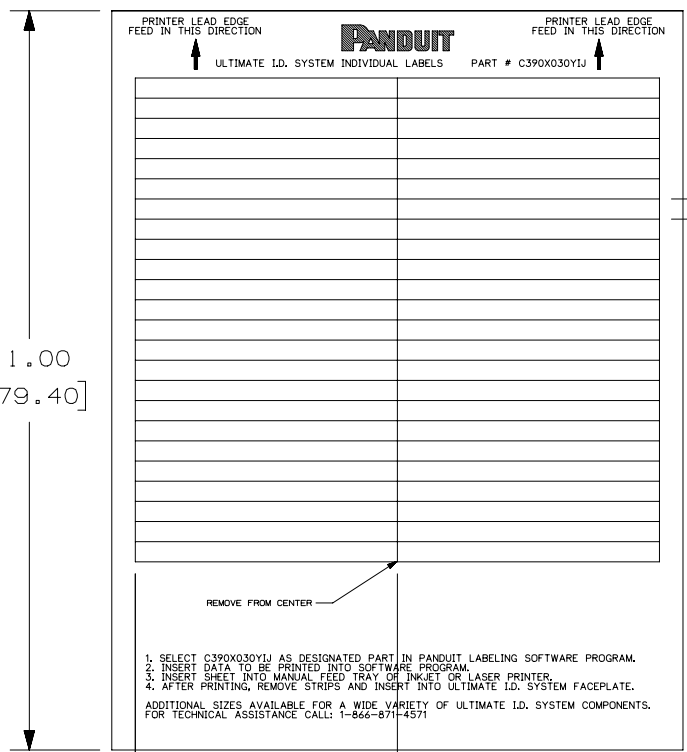 PRINTER LEAD EDGE
FEED IN THIS DIRECTION
PANDUIT
PRINTER LEAD EDGE
FEED IN THIS DIRECTION
ULTIMATE I.D. SYSTEM INDIVIDUAL LABELS PART # C390X030YIJ
1.00
79.40]
REMOVE FROM CENTER
1. SELECT C390X030YIJ AS DESIGNATED PART IN PANDUIT LABELING SOFTWARE PROGRAM.
2. INSERT DATA TO BE PRINTED INTO SOFTWARE PROGRAM.
3. INSERT SHEET INTO MANUAL FEED TRAY OF INKJET OR LASER PRINTER.
4. AFTER PRINTING, REMOVE STRIPS AND INSERT INTO ULTIMATE I.D. SYSTEM FACEPLATE.
ADDITIONAL SIZES AVAILABLE FOR A WIDE VARIETY OF ULTIMATE I.D. SYSTEM COMPONENTS.
FOR TECHNICAL ASSISTANCE CALL: 1-866-871-4571